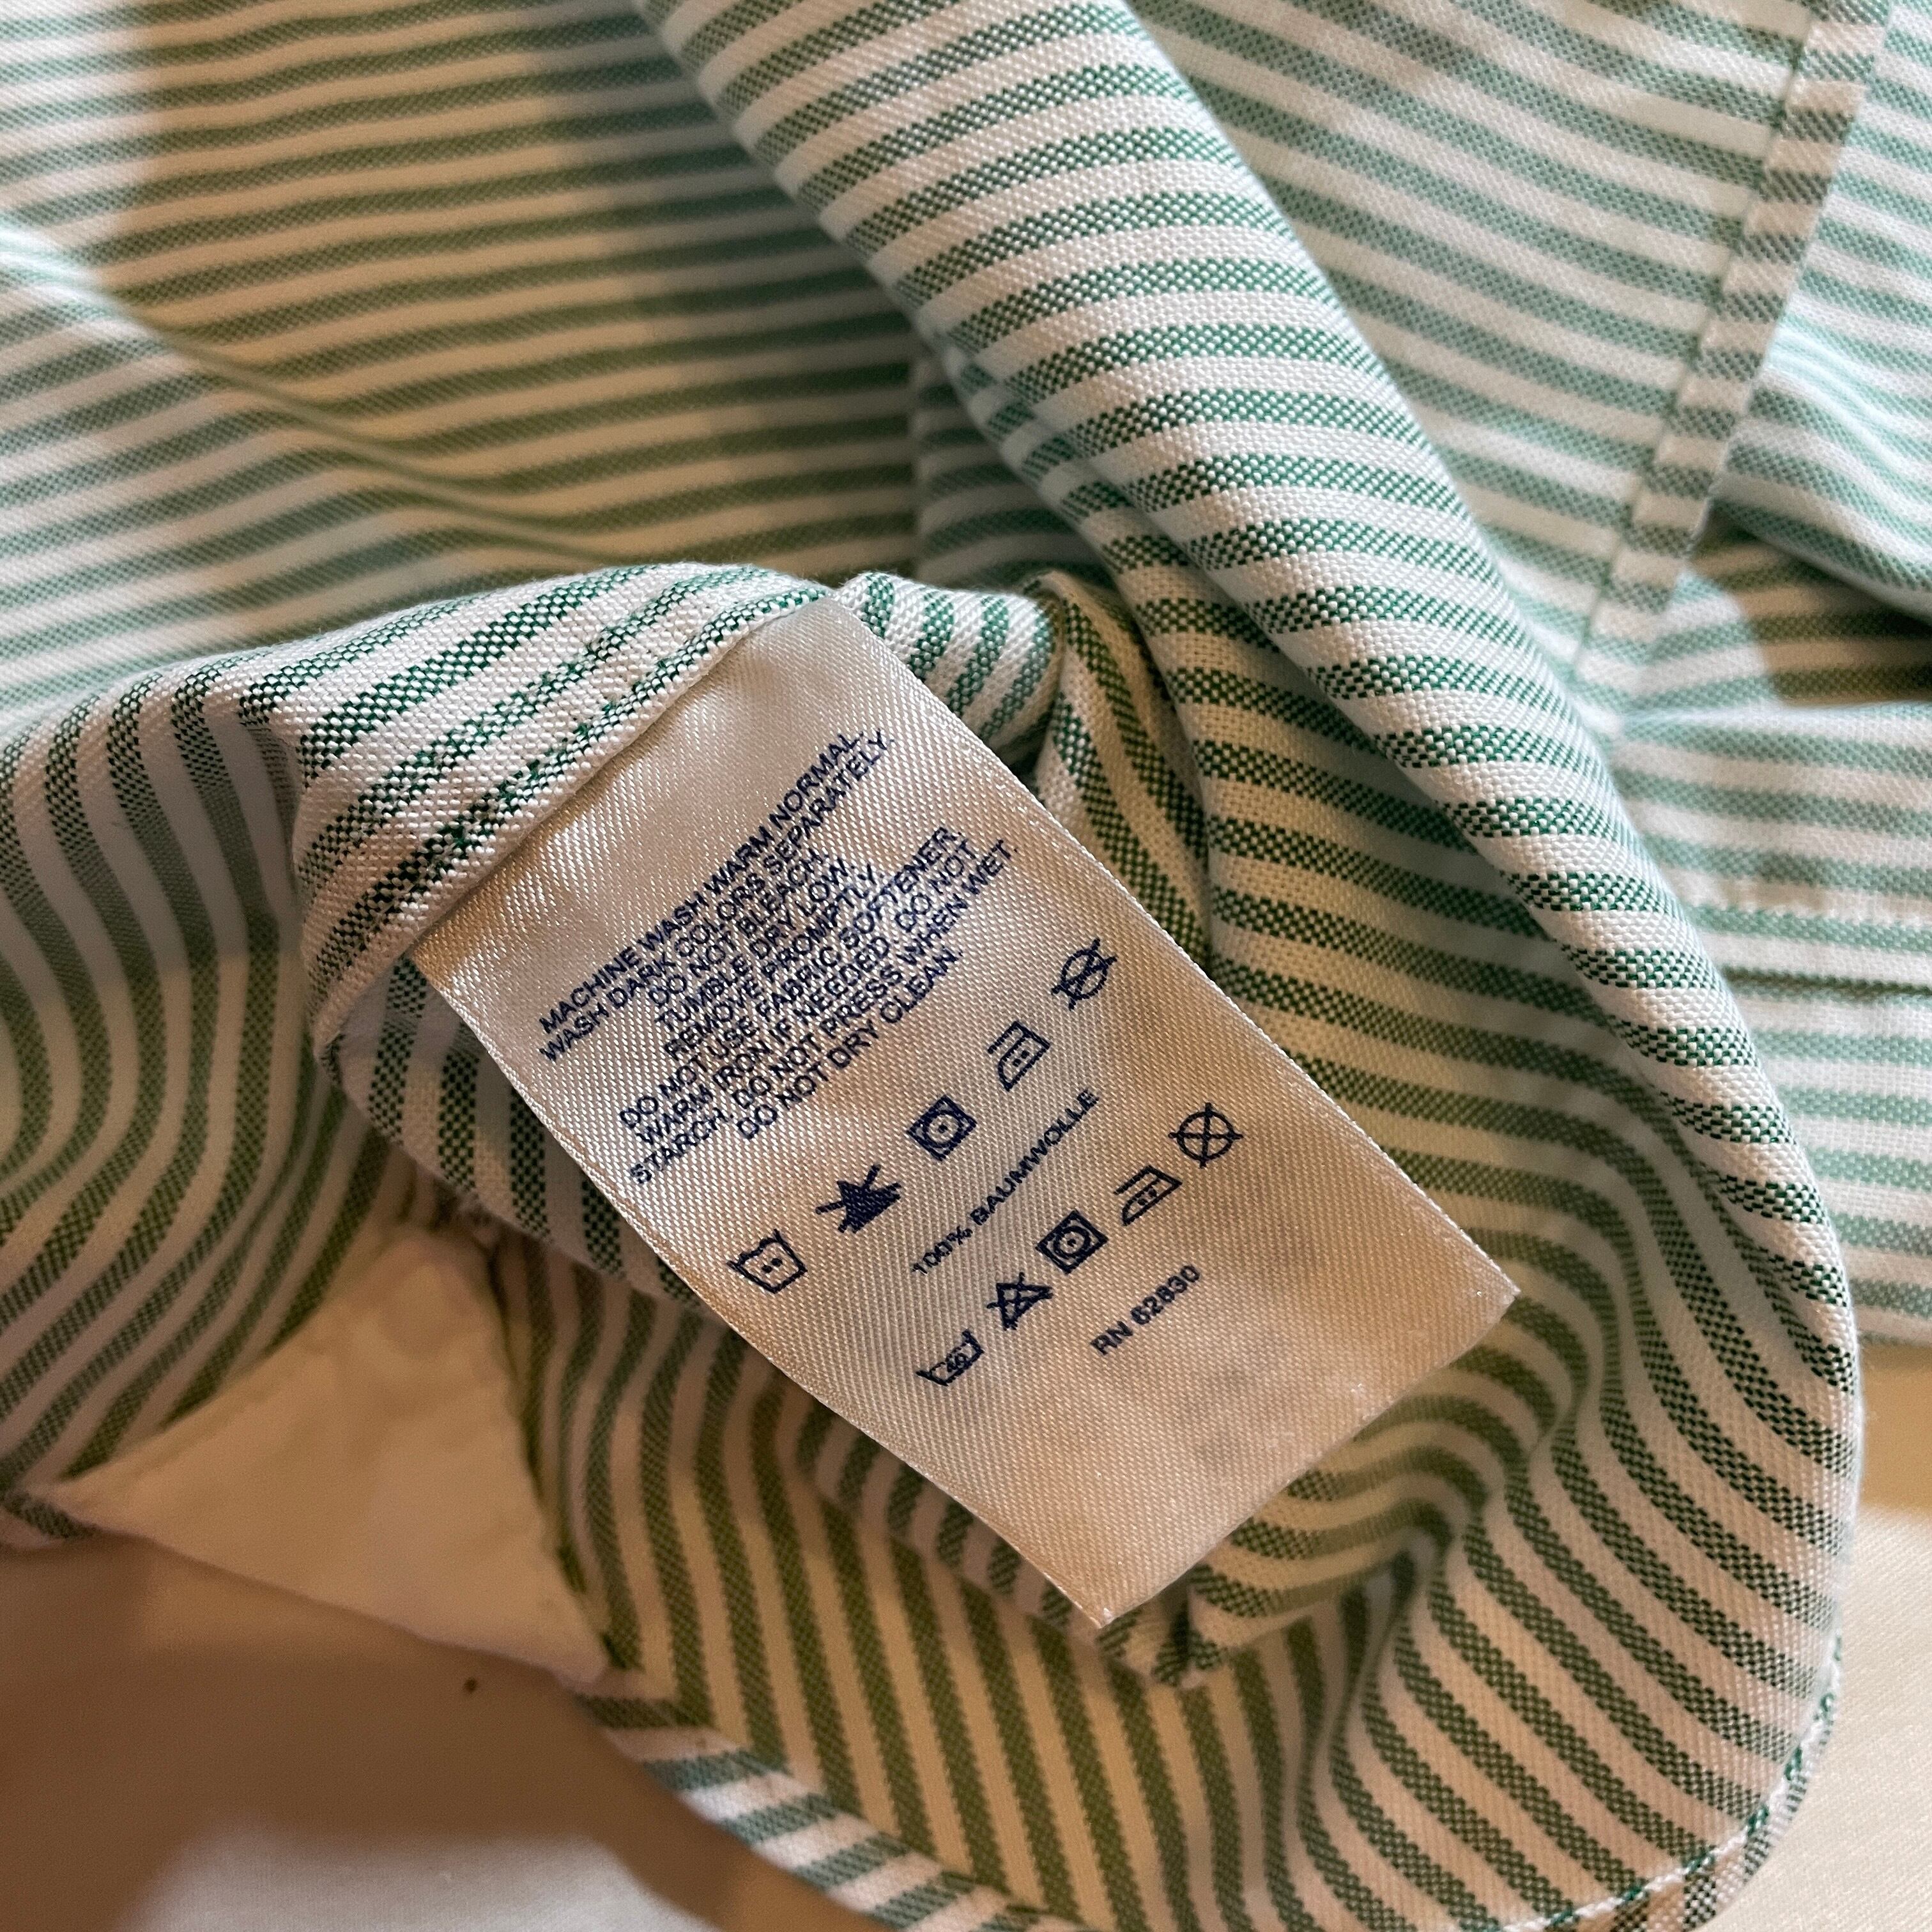 MACHINE WASH WARM NORMAL,
WASH DARK COLORS SEPARATELY
DO NOT BLEACH,
TUMBLE DRY LOW,
REMOVE PROMPTLY
DO NOT USE FABRIC SOFTENER
WARM IRON IF NEEDED, DO NOT
STARCH, DO NOT PRESS WHEN WET
DO NOT DRY CLEAN
100% BAUMWOLLE
40
RN 62830